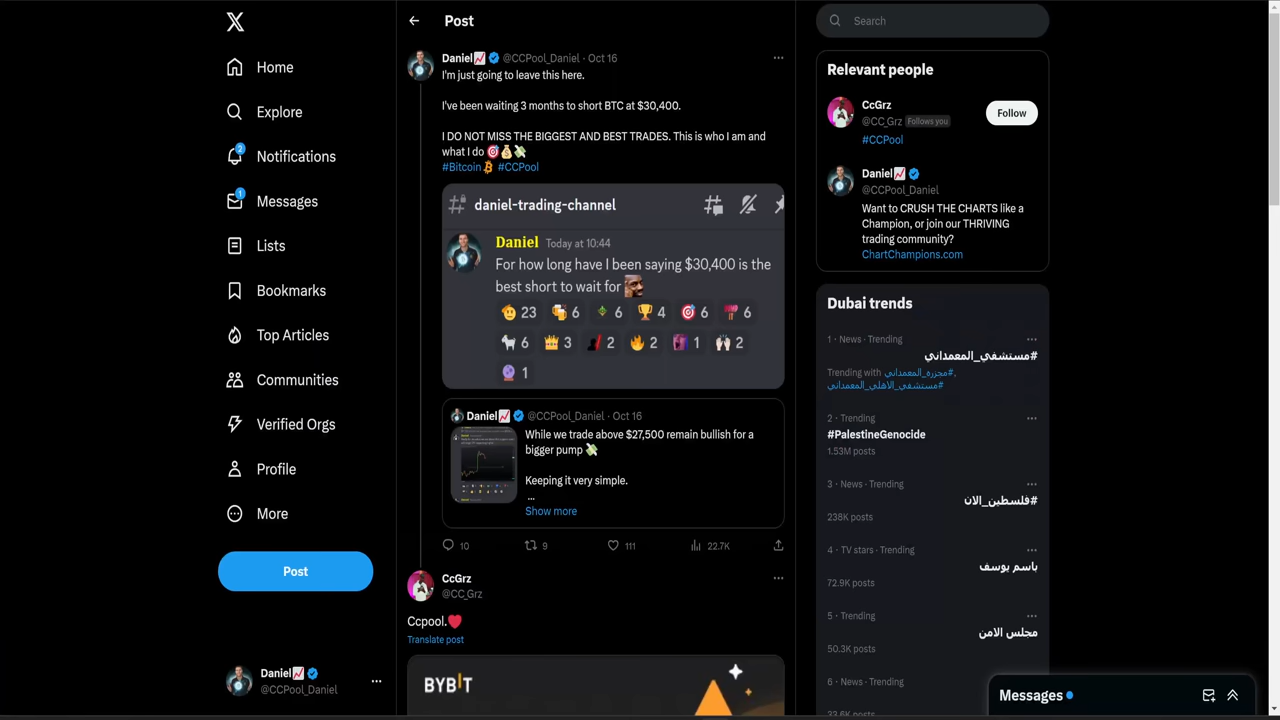 Post
Search
Home
Explore
2
Notifications
1
Messages
Lists
Bookmarks
Top Articles
Communities
Verified Orgs
Profile
More
Post
Daniel📈 @CCPool_Daniel
Daniel📈 @CCPool_Daniel · Oct 16
I'm just going to leave this here.
I've been waiting 3 months to short BTC at $30,400.
I DO NOT MISS THE BIGGEST AND BEST TRADES. This is who I am and
what I do 🎯💰💸
#Bitcoin #CCPool
daniel-trading-channel
Daniel Today at 10:44
For how long have I been saying $30,400 is the
best short to wait for
23 6 6 4 6 6
6 3 2 2 1 2
1
Daniel📈 @CCPool_Daniel · Oct 16
While we trade above $27,500 remain bullish for a
bigger pump 💸
Keeping it very simple.
...
Show more
10 9 111 22.7K
CcGrz
@CC_Grz
Ccpool.❤️
Translate post
BYBIT
Relevant people
CcGrz
@CC_Grz Follows you
Follow
#CCPool
Daniel📈
@CCPool_Daniel
Want to CRUSH THE CHARTS like a
Champion, or join our THRIVING
trading community?
ChartChampions.com
Dubai trends
1 · News · Trending
#مستشفي_المعمداني
Trending with #مجزره_المعمداني,
#مستشفي_الاهلي_المعمداني
2 · Trending
#PalestineGenocide
1.53M posts
3 · News · Trending
#فلسطين_الان
238K posts
4 · TV stars · Trending
باسم يوسف
72.9K posts
5 · Trending
مجلس الامن
50.3K posts
6 · News · Trending
Messages